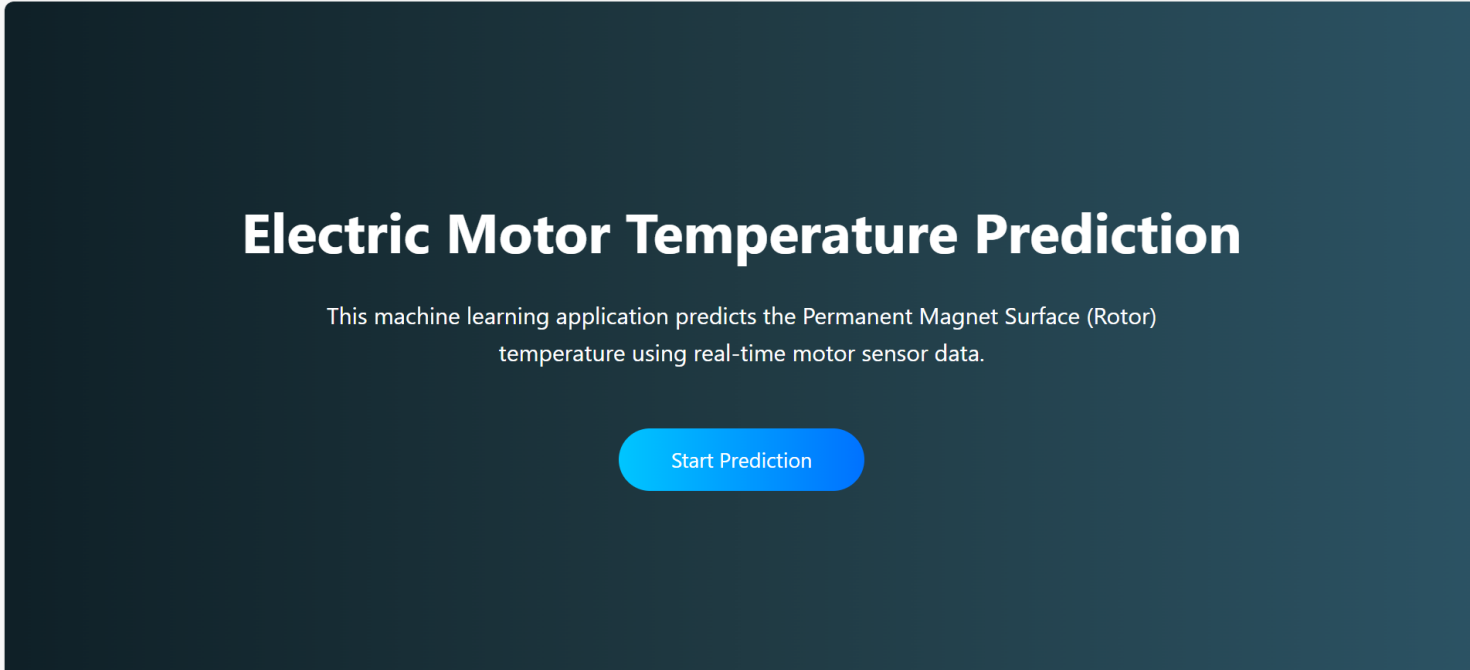 Electric Motor Temperature Prediction
This machine learning application predicts the Permanent Magnet Surface (Rotor)
temperature using real-time motor sensor data.
Start Prediction